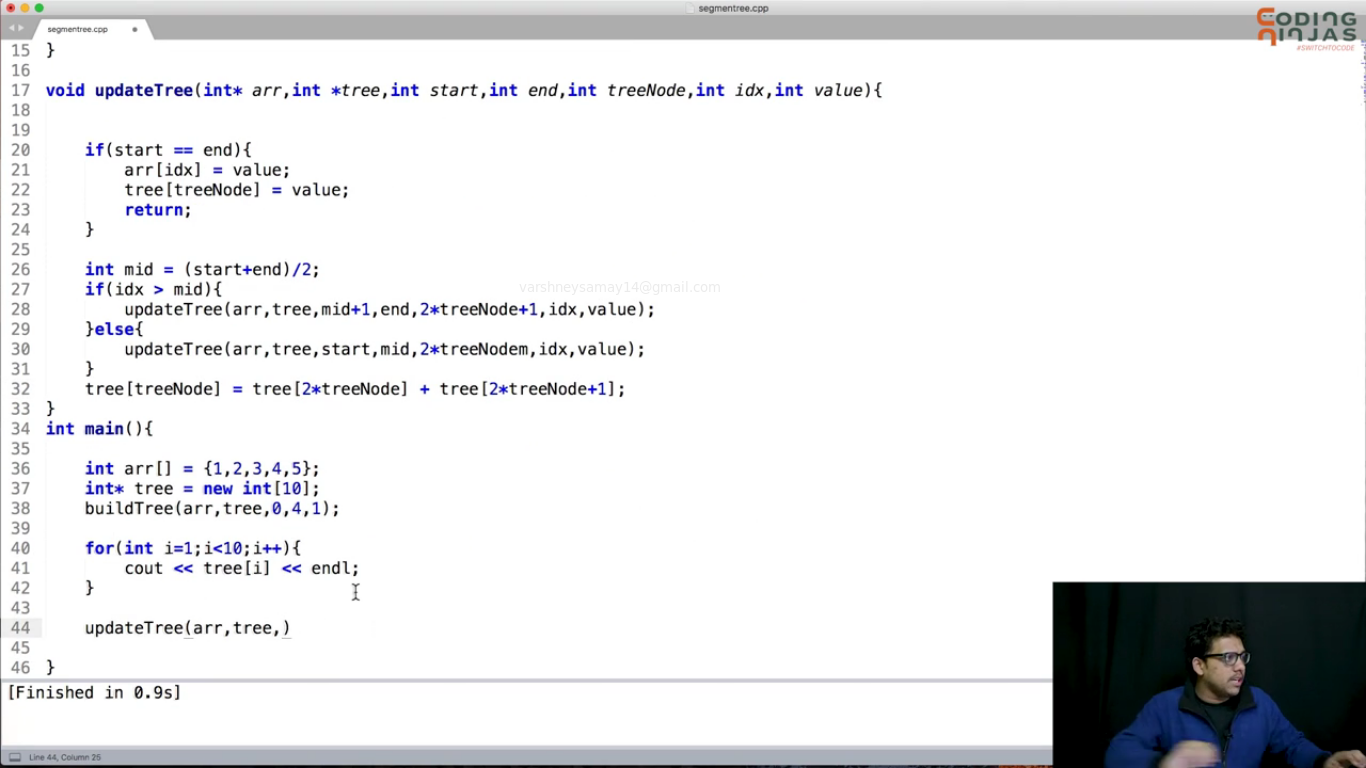 segmentree.cpp
CODING NINJAS
#SWITCHTOCODE
segmentree.cpp
15 }
16
17 void updateTree(int* arr,int *tree,int start,int end,int treeNode,int idx,int value){
18
19
20 if(start == end){
21 arr[idx] = value;
22 tree[treeNode] = value;
23 return;
24 }
25
26 int mid = (start+end)/2;
27 if(idx > mid){
varshneysamay14@gmail.com
28 updateTree(arr,tree,mid+1,end,2*treeNode+1,idx,value);
29 }else{
30 updateTree(arr,tree,start,mid,2*treeNodem,idx,value);
31 }
32 tree[treeNode] = tree[2*treeNode] + tree[2*treeNode+1];
33 }
34 int main(){
35
36 int arr[] = {1,2,3,4,5};
37 int* tree = new int[10];
38 buildTree(arr,tree,0,4,1);
39
40 for(int i=1;i<10;i++){
41 cout << tree[i] << endl;
42 }
43
44 updateTree(arr,tree,)
45
46 }
[Finished in 0.9s]
Line 44, Column 25